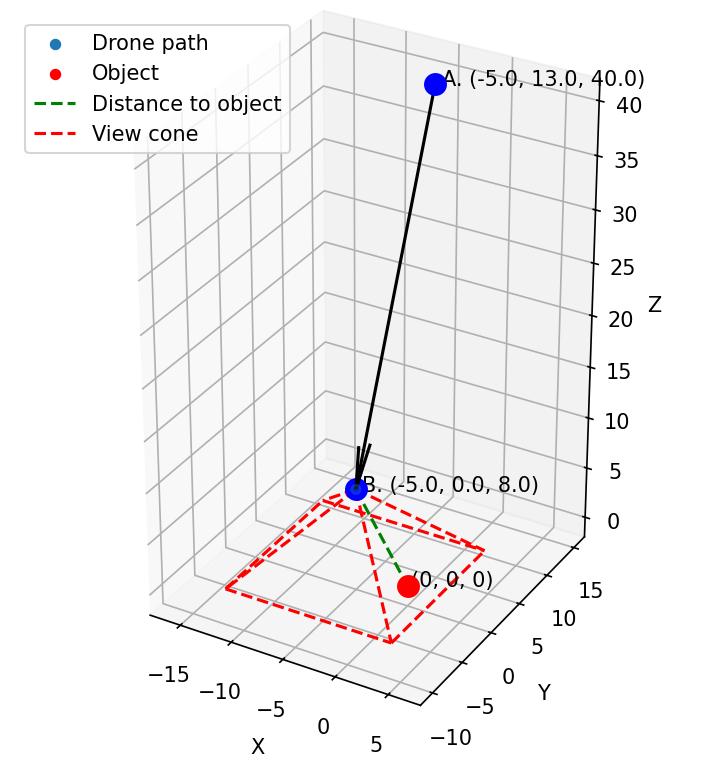 Drone path
Object
Distance to object
View cone
A. (-5.0, 13.0, 40.0)
B. (-5.0, 0.0, 8.0)
(0, 0, 0)
40
35
30
25
20
15
10
5
0
Z
15
10
5
0
−5
−10
Y
−15
−10
−5
0
5
X